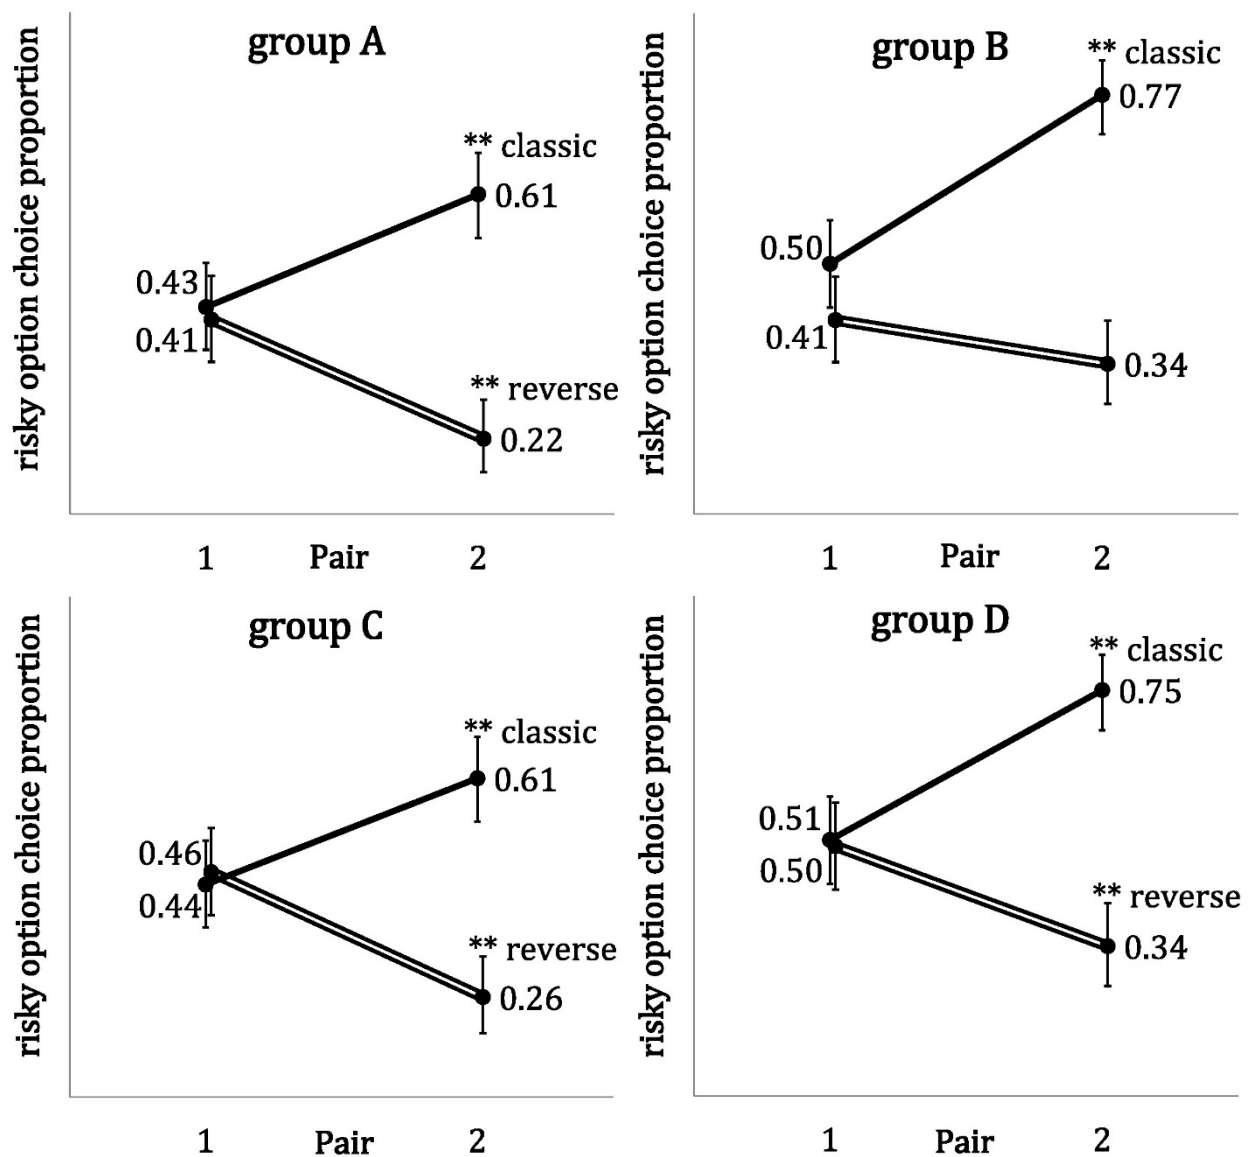 group A
risky option choice proportion
** classic
0.61
0.43
0.41
** reverse
0.22
1 Pair 2
group B
risky option choice proportion
** classic
0.77
0.50
0.41
0.34
1 Pair 2
group C
risky option choice proportion
** classic
0.61
0.46
0.44
** reverse
0.26
1 Pair 2
group D
risky option choice proportion
** classic
0.75
0.51
0.50
** reverse
0.34
1 Pair 2